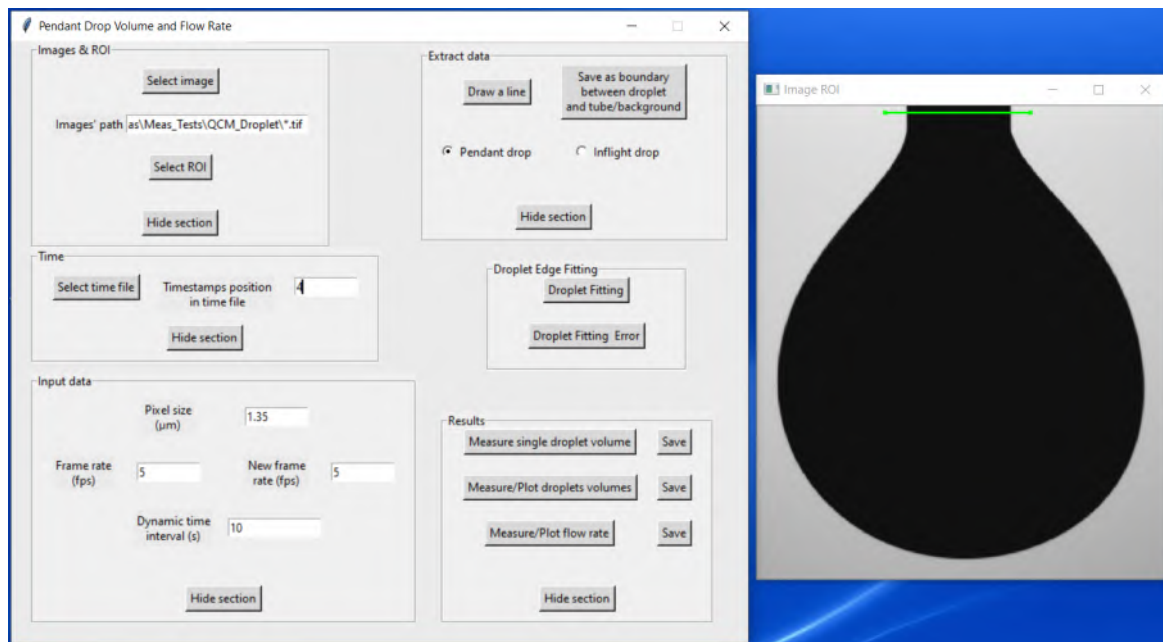 Pendant Drop Volume and Flow Rate
Images & ROI
Select image
Images' path as\Meas_Tests\QCM_Droplet\*.tif
Select ROI
Hide section
Time
Select time file
Timestamps position
in time file
4
Hide section
Input data
Pixel size
(µm)
1.35
Frame rate
(fps)
5
New frame
rate (fps)
5
Dynamic time
interval (s)
10
Hide section
Extract data
Draw a line
Save as boundary
between droplet
and tube/background
Pendant drop
Inflight drop
Hide section
Droplet Edge Fitting
Droplet Fitting
Droplet Fitting Error
Results
Measure single droplet volume
Save
Measure/Plot droplets volumes
Save
Measure/Plot flow rate
Save
Hide section
Image ROI